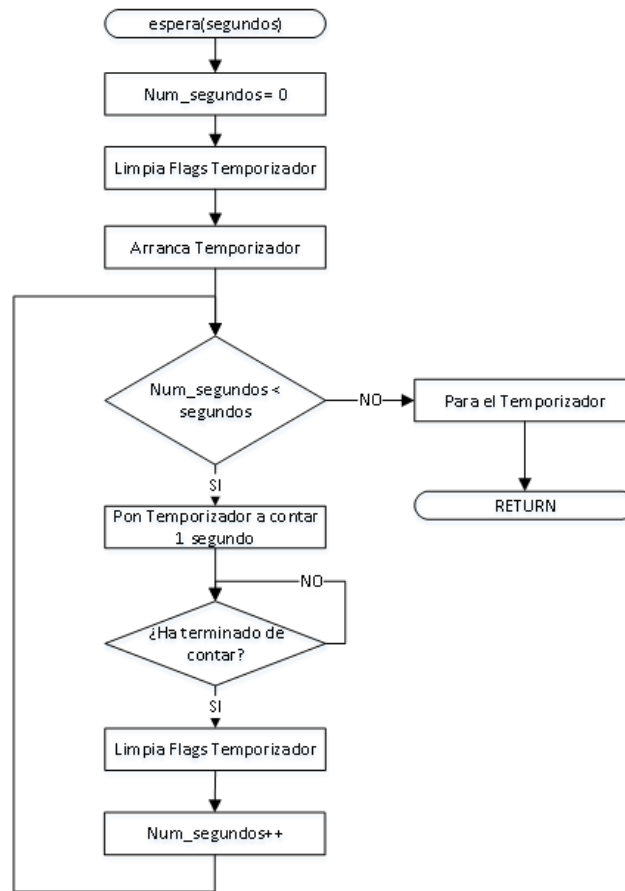 espera(segundos)
Num_segundos= 0
Limpia Flags Temporizador
Arranca Temporizador
Num_segundos <
segundos
NO
Para el Temporizador
RETURN
SI
Pon Temporizador a contar
1 segundo
NO
¿Ha terminado de
contar?
SI
Limpia Flags Temporizador
Num_segundos++